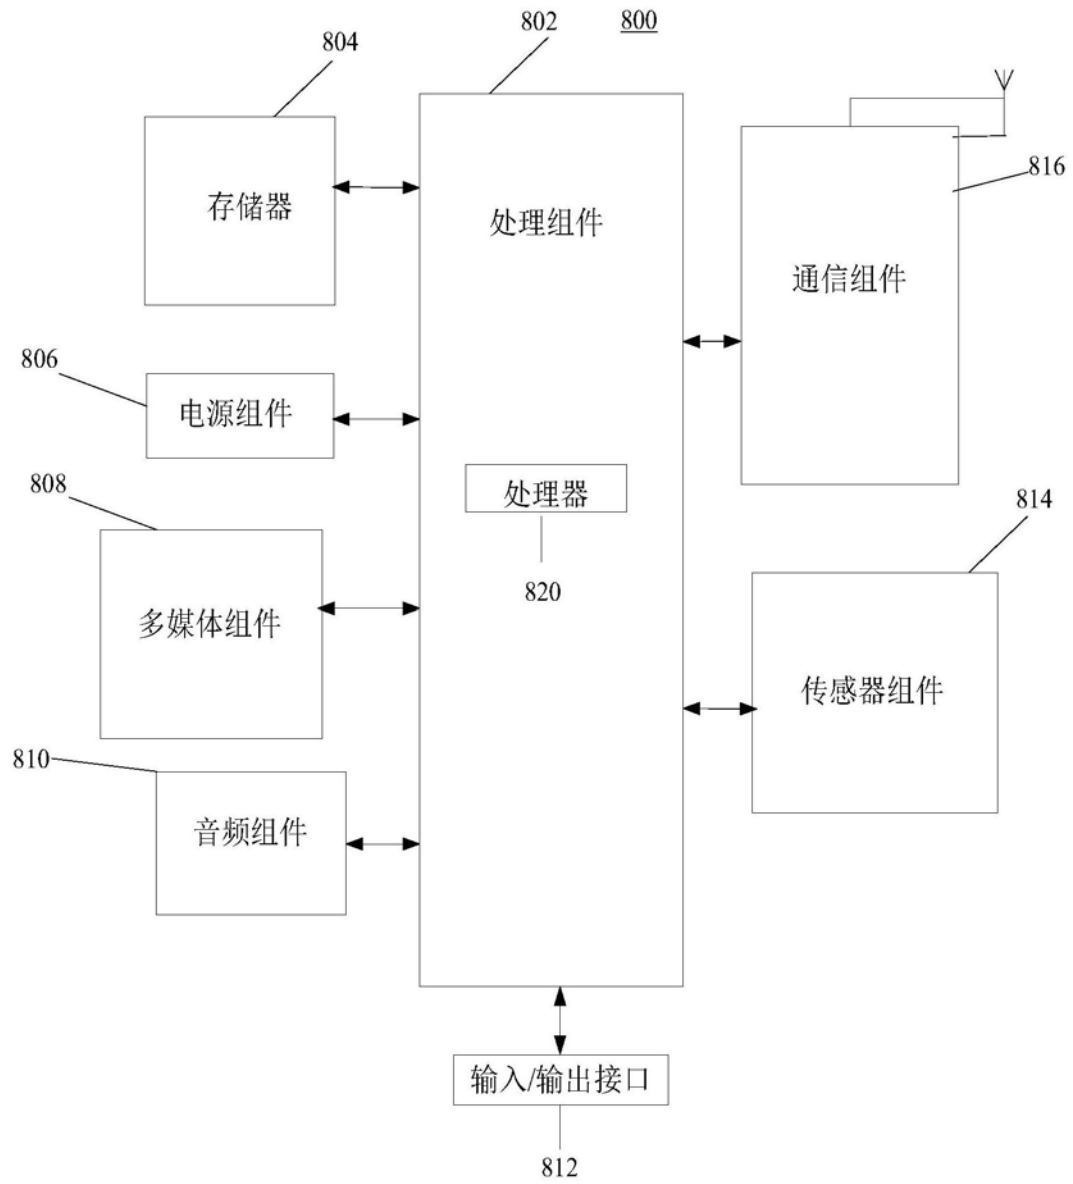 802
800
804
816
存储器
处理组件
通信组件
806
电源组件
808
处理器
814
820
多媒体组件
传感器组件
810
音频组件
输入/输出接口
812